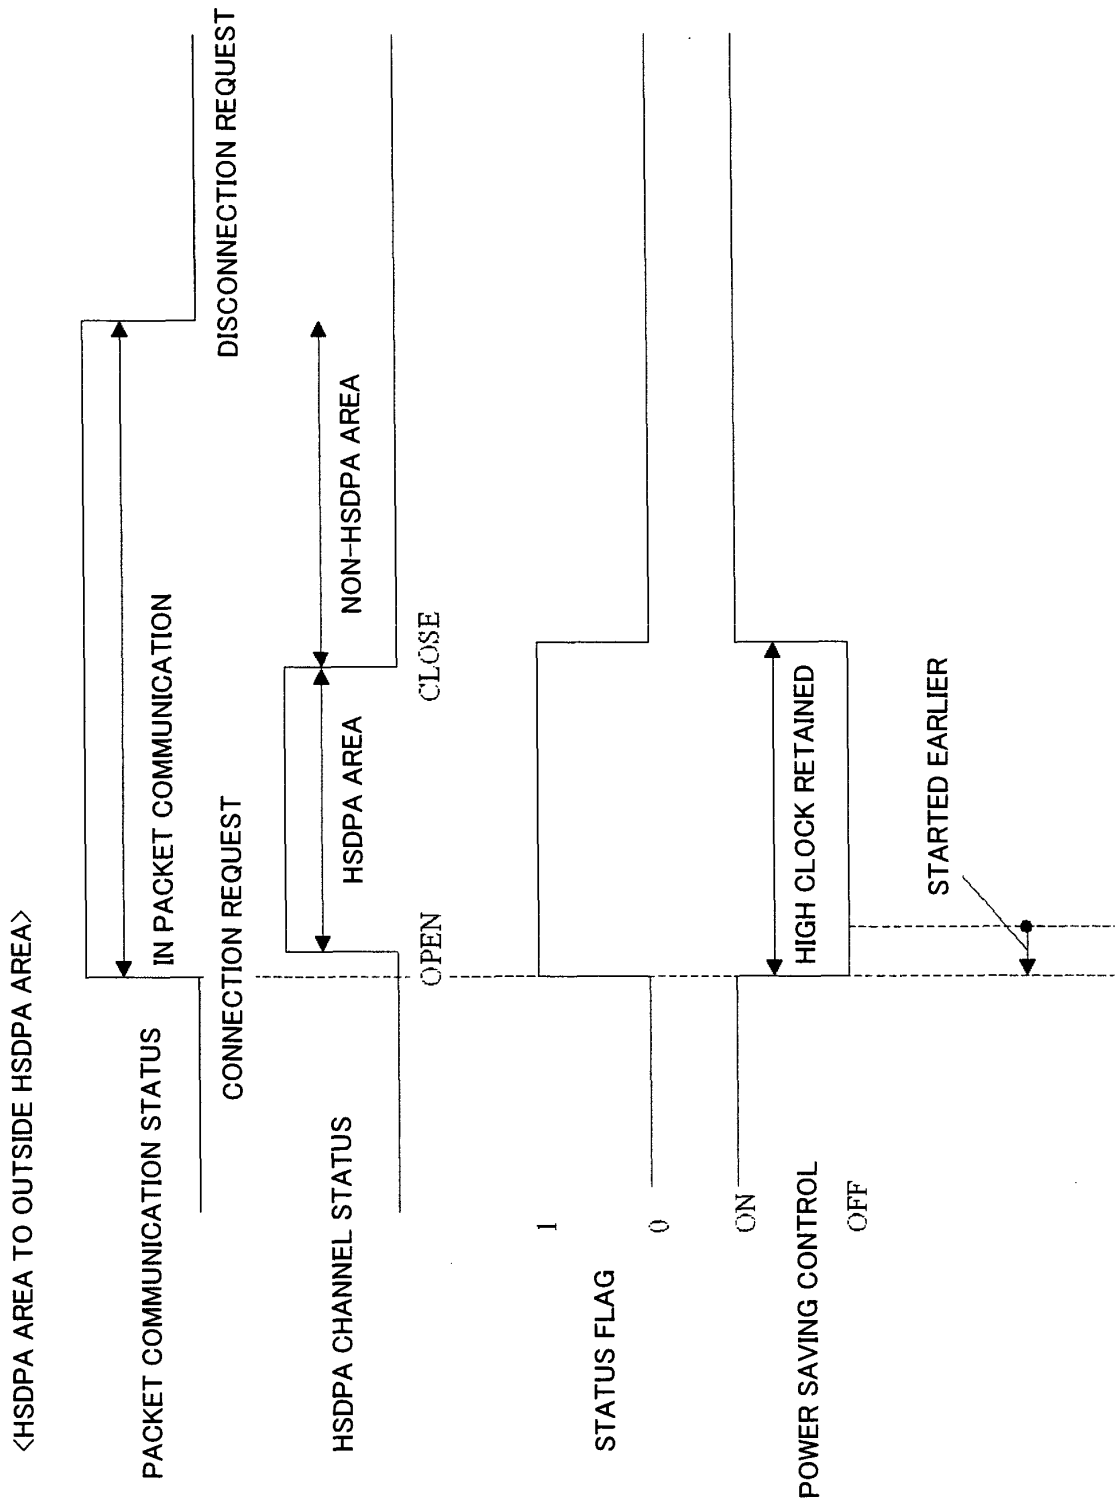 <HSDPA AREA TO OUTSIDE HSDPA AREA>
PACKET COMMUNICATION STATUS
IN PACKET COMMUNICATION
CONNECTION REQUEST
DISCONNECTION REQUEST
HSDPA CHANNEL STATUS
HSDPA AREA
NON-HSDPA AREA
OPEN
CLOSE
STATUS FLAG
1
0
POWER SAVING CONTROL
ON
OFF
HIGH CLOCK RETAINED
STARTED EARLIER